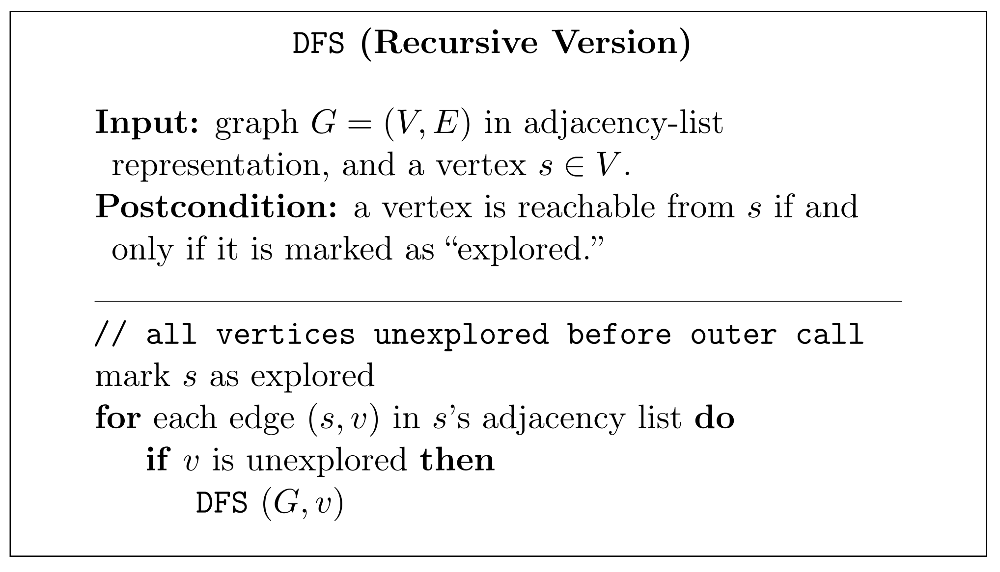 DFS (Recursive Version)
Input: graph G = (V, E) in adjacency-list
representation, and a vertex s ∈ V.
Postcondition: a vertex is reachable from s if and
only if it is marked as “explored.”
// all vertices unexplored before outer call
mark s as explored
for each edge (s, v) in s’s adjacency list do
if v is unexplored then
DFS (G, v)